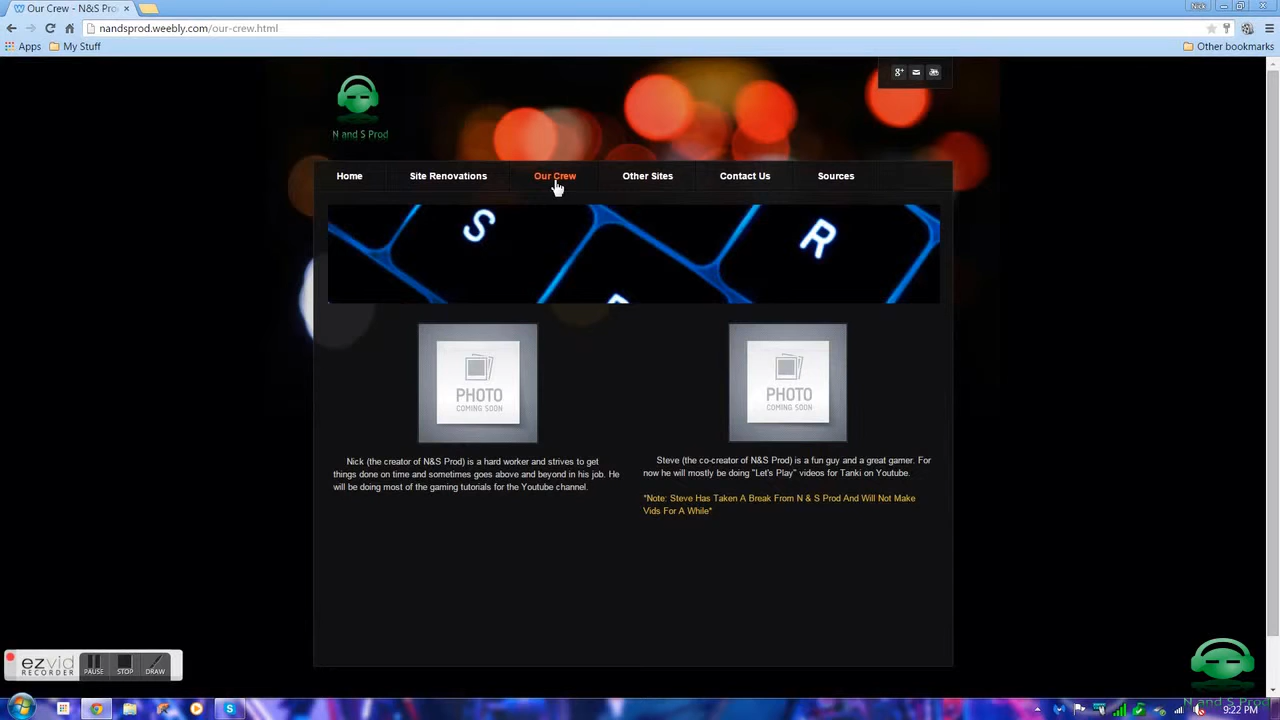 Our Crew - N&S Pro
Nick
nandsprod.weebly.com/our-crew.html
Apps
My Stuff
Other bookmarks
g+
N and S Prod
Home
Site Renovations
Our Crew
Other Sites
Contact Us
Sources
S
R
PHOTO
COMING SOON
PHOTO
COMING SOON
Nick (the creator of N&S Prod) is a hard worker and strives to get
things done on time and sometimes goes above and beyond in his job. He
will be doing most of the gaming tutorials for the Youtube channel.
Steve (the co-creator of N&S Prod) is a fun guy and a great gamer. For
now he will mostly be doing "Let's Play" videos for Tanki on Youtube.
*Note: Steve Has Taken A Break From N & S Prod And Will Not Make
Vids For A While*
ezvid
RECORDER
PAUSE
STOP
DRAW
N and S Prod
9:22 PM